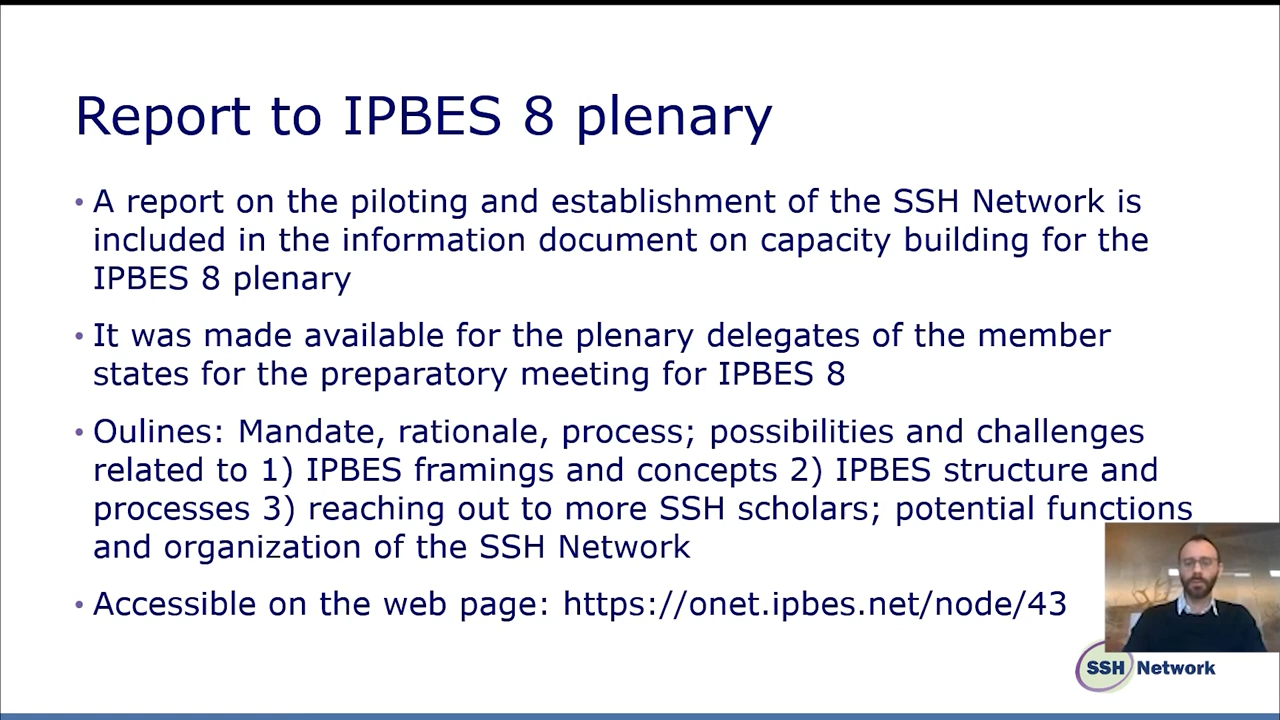 Report to IPBES 8 plenary
• A report on the piloting and establishment of the SSH Network is
included in the information document on capacity building for the
IPBES 8 plenary
• It was made available for the plenary delegates of the member
states for the preparatory meeting for IPBES 8
• Oulines: Mandate, rationale, process; possibilities and challenges
related to 1) IPBES framings and concepts 2) IPBES structure and
processes 3) reaching out to more SSH scholars; potential functions
and organization of the SSH Network
• Accessible on the web page: https://onet.ipbes.net/node/43
SSH Network